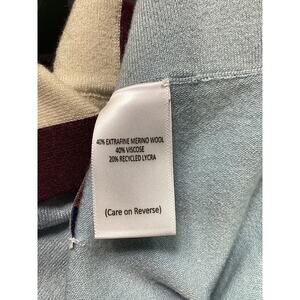 40% EXTRAFINE MERINO WOOL
40% VISCOSE
20% RECYCLED LYCRA
(Care on Reverse)